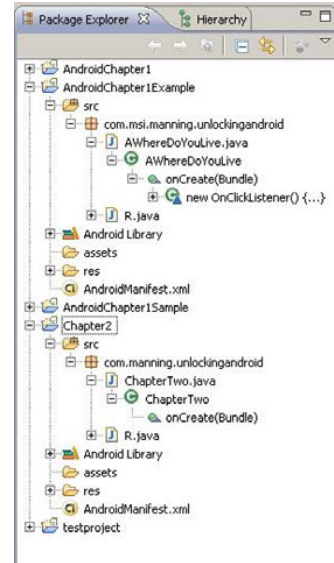 Package Explorer
Hierarchy
AndroidChapter1
AndroidChapter1Example
src
com.msi.manning.unlockingandroid
AWhereDoYouLive.java
AWhereDoYouLive
onCreate(Bundle)
new OnClickListener() {...}
R.java
Android Library
assets
res
AndroidManifest.xml
AndroidChapter1Sample
Chapter2
src
com.manning.unlockingandroid
ChapterTwo.java
ChapterTwo
onCreate(Bundle)
R.java
Android Library
assets
res
AndroidManifest.xml
testproject